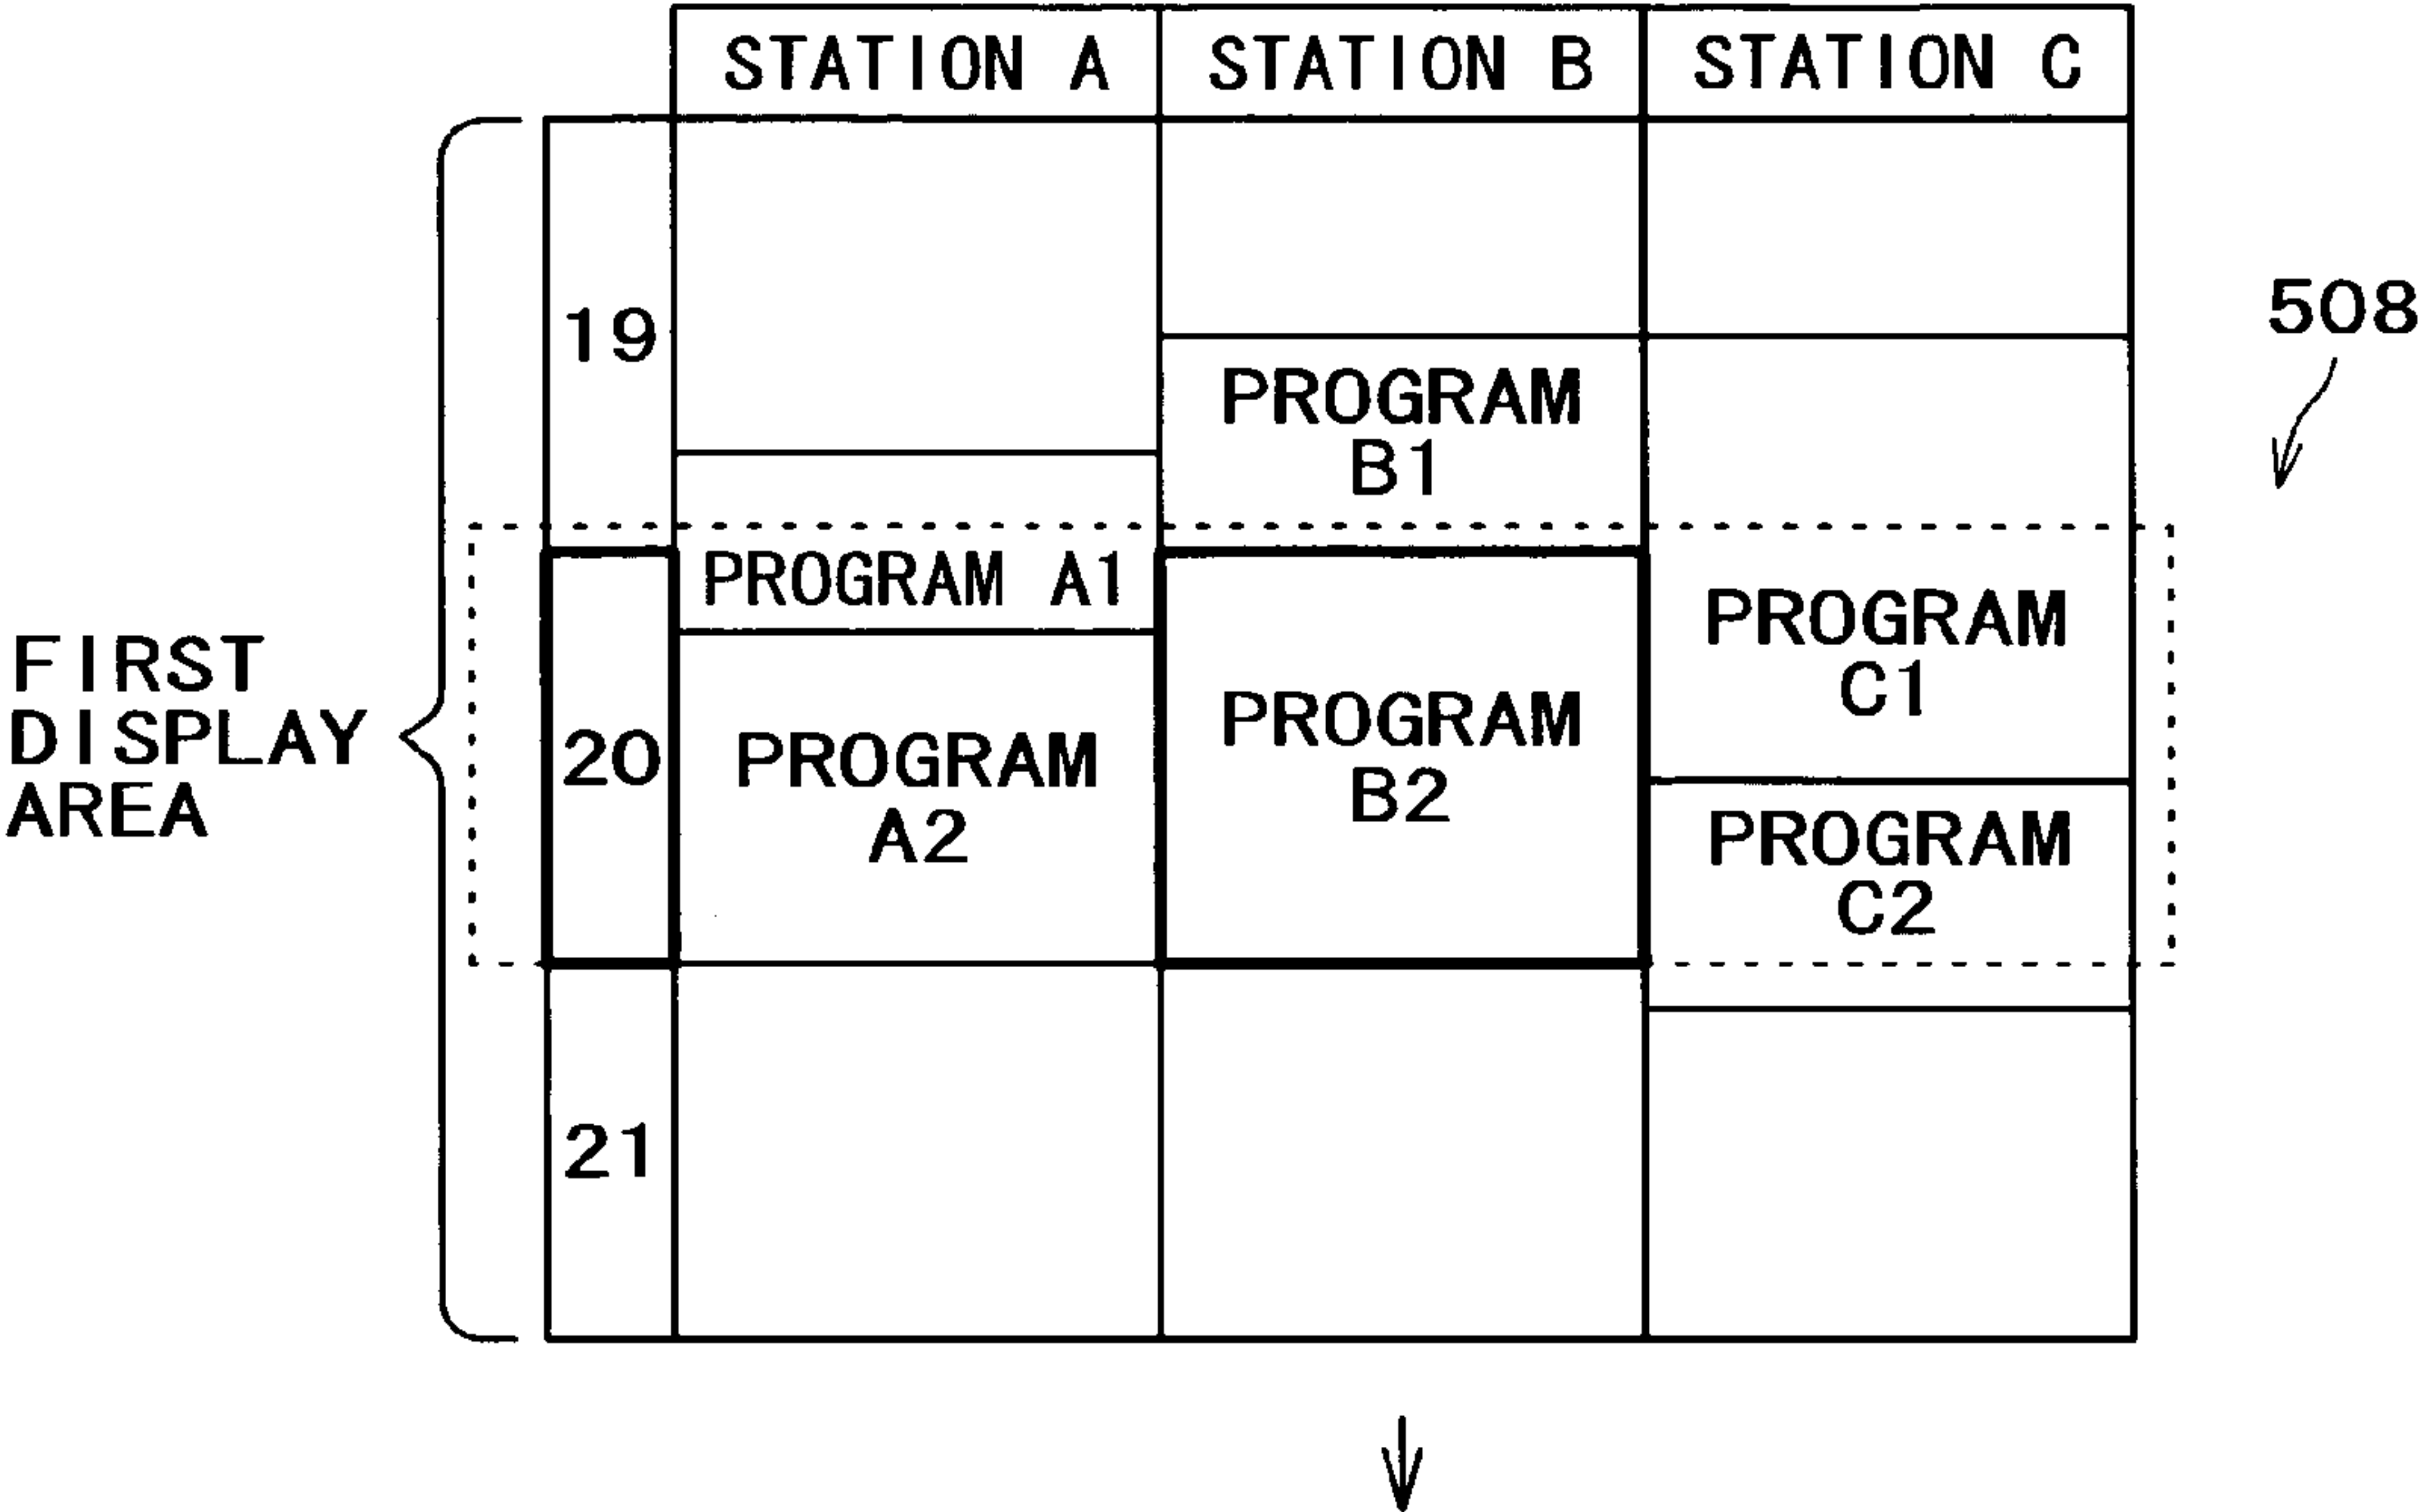 STATION A STATION B STATION C
19
508
PROGRAM
B1
PROGRAM A1
PROGRAM
C1
FIRST
DISPLAY
AREA
20
PROGRAM
A2
PROGRAM
B2
PROGRAM
C2
21